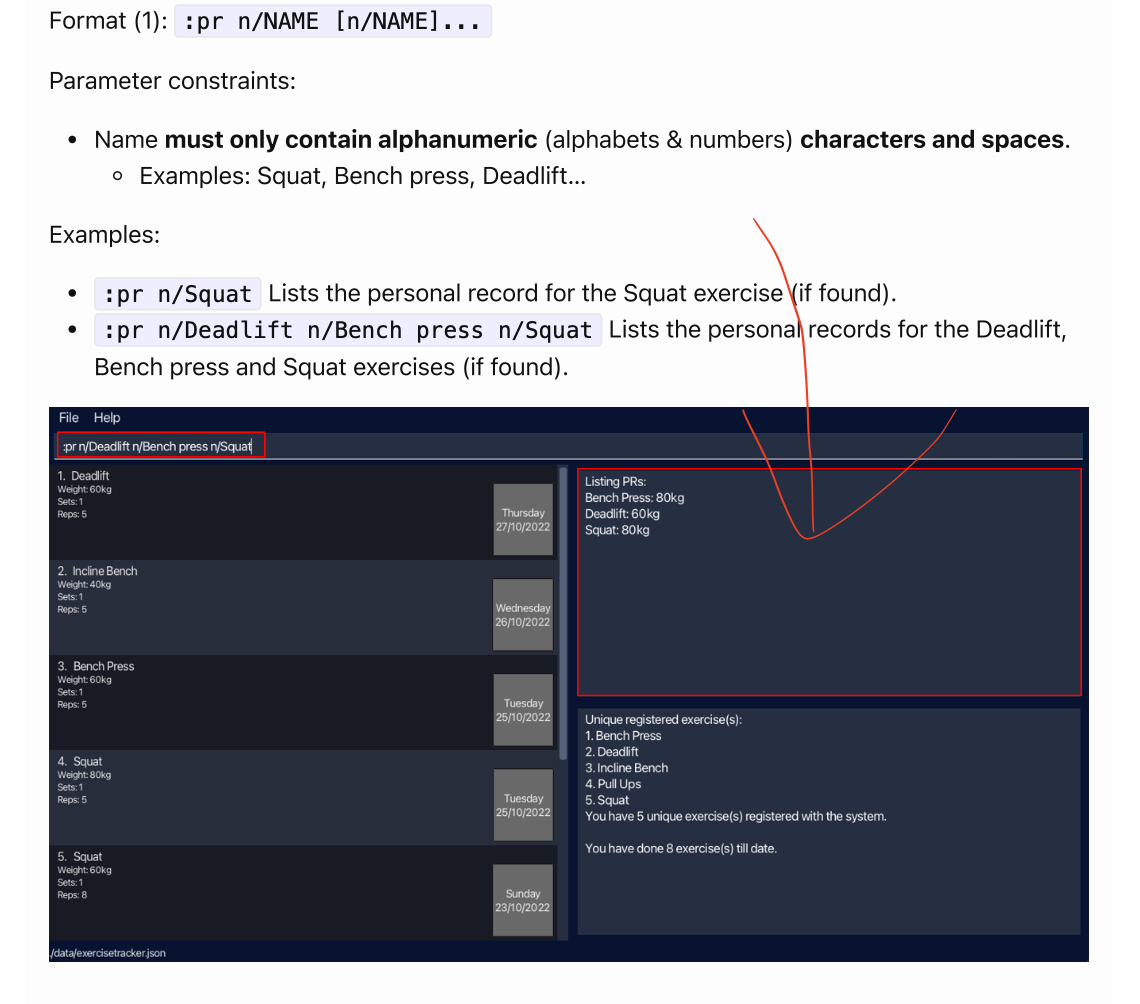 Format (1): :pr n/NAME [n/NAME]...
Parameter constraints:
• Name must only contain alphanumeric (alphabets & numbers) characters and spaces.
◦ Examples: Squat, Bench press, Deadlift...
Examples:
• :pr n/Squat Lists the personal record for the Squat exercise (if found).
• :pr n/Deadlift n/Bench press n/Squat Lists the personal records for the Deadlift,
Bench press and Squat exercises (if found).
File Help
:pr n/Deadlift n/Bench press n/Squat
1. Deadlift
Weight: 60kg
Sets: 1
Reps: 5
Thursday
27/10/2022
2. Incline Bench
Weight: 40kg
Sets: 1
Reps: 5
Wednesday
26/10/2022
3. Bench Press
Weight: 60kg
Sets: 1
Reps: 5
Tuesday
25/10/2022
4. Squat
Weight: 80kg
Sets: 1
Reps: 5
Tuesday
25/10/2022
5. Squat
Weight: 60kg
Sets: 1
Reps: 8
Sunday
23/10/2022
Listing PRs:
Bench Press: 80kg
Deadlift: 60kg
Squat: 80kg
Unique registered exercise(s):
1. Bench Press
2. Deadlift
3. Incline Bench
4. Pull Ups
5. Squat
You have 5 unique exercise(s) registered with the system.
You have done 8 exercise(s) till date.
./data/exercisetracker.json